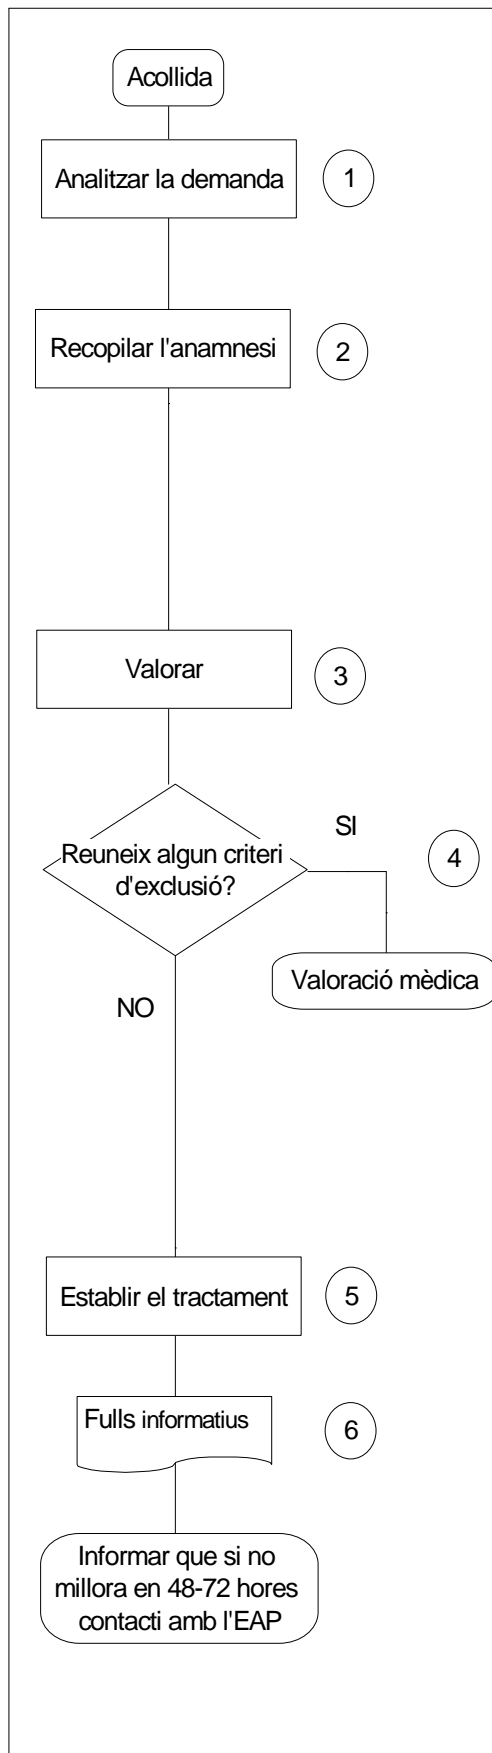 Acollida
Analitzar la demanda
1
Recopilar l'anamnesi
2
Valorar
3
Reuneix algun criteri
d'exclusió?
SI
4
Valoració mèdica
NO
Establir el tractament
5
Fulls informatius
6
Informar que si no
millora en 48-72 hores
contacti amb l'EAP